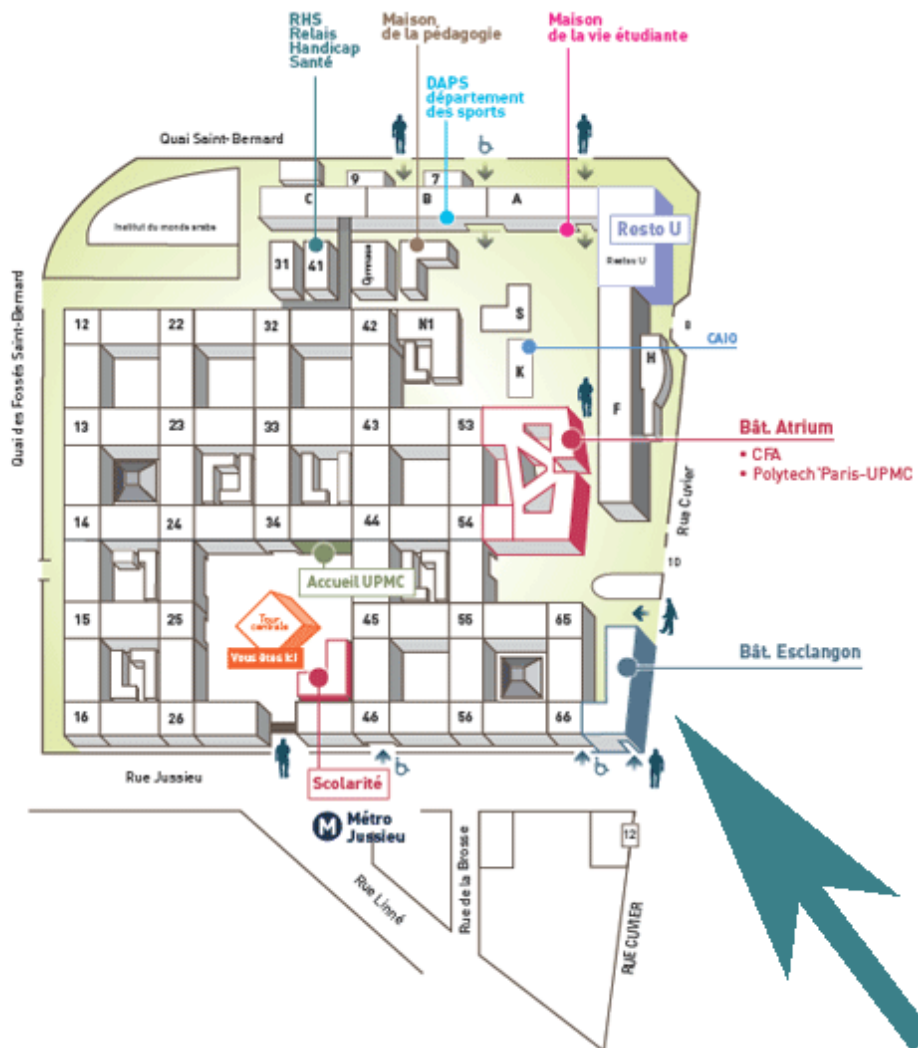 RHS
Relais
Handicap
Santé
Maison
de la pédagogie
Maison
de la vie étudiante
DAPS
département
des sports
Quai Saint-Bernard
9
7
C
B
A
Institut du monde arabe
Resto U
Restos U
31
41
Gymnase
Quai des Fossés Saint-Bernard
12
22
32
42
N1
S
8
CAIO
K
H
F
13
23
33
43
53
Bât. Atrium
• CFA
• Polytech'Paris-UPMC
Rue Cuvier
14
24
34
44
54
10
Accueil UPMC
15
25
Tour
centrale
45
55
65
Vous êtes ici
Bât. Esclangon
16
26
46
56
66
Rue Jussieu
Scolarité
M Métro
Jussieu
12
Rue Linné
Rue de la Brosse
RUE CUVIER